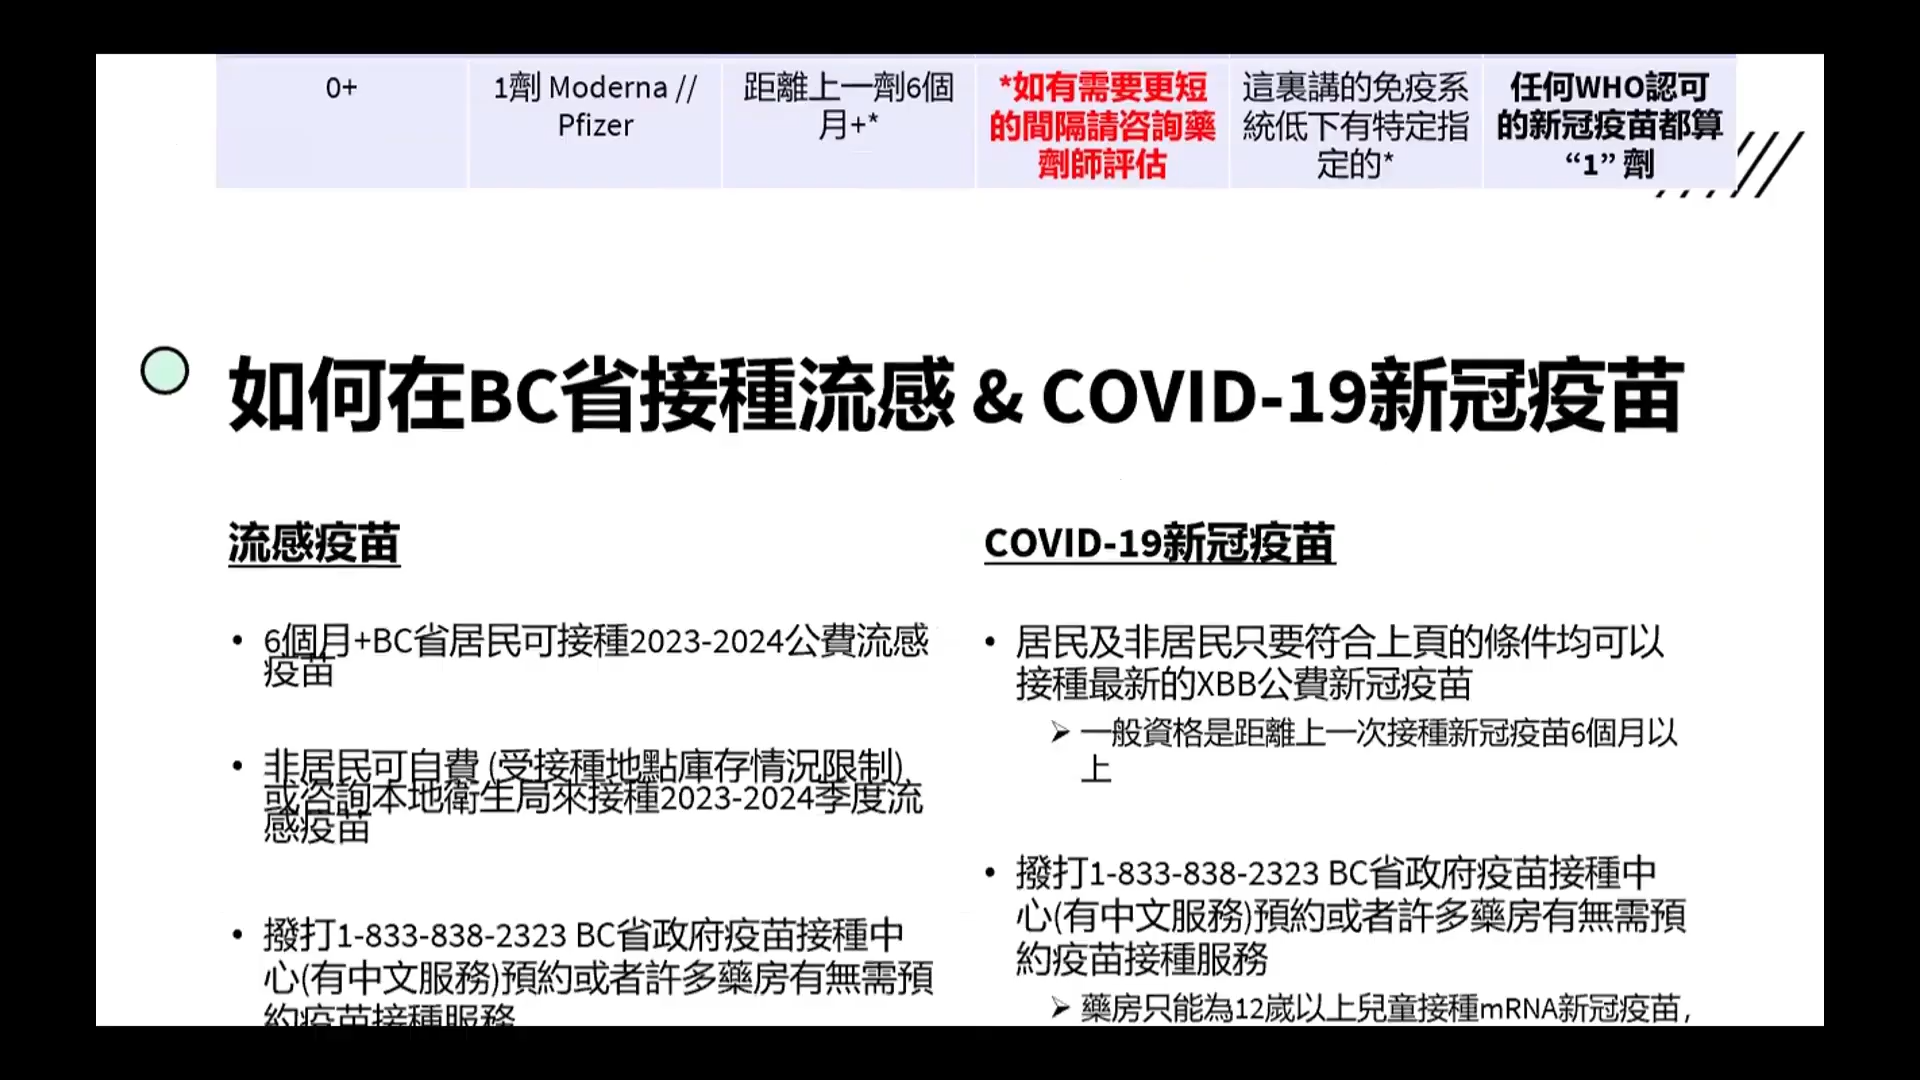 0+
1劑 Moderna //
Pfizer
距離上一劑6個
月+*
*如有需要更短
的間隔請咨詢藥
劑師評估
這裏講的免疫系
統低下有特定指
定的*
任何WHO認可
的新冠疫苗都算
“1” 劑
如何在BC省接種流感 & COVID-19新冠疫苗
流感疫苗
• 6個月+BC省居民可接種2023-2024公費流感
疫苗
• 非居民可自費 (受接種地點庫存情況限制)
或咨詢本地衛生局來接種2023-2024季度流
感疫苗
• 撥打1-833-838-2323 BC省政府疫苗接種中
心(有中文服務)預約或者許多藥房有無需預
約疫苗接種服務
COVID-19新冠疫苗
• 居民及非居民只要符合上頁的條件均可以
接種最新的XBB公費新冠疫苗
➢ 一般資格是距離上一次接種新冠疫苗6個月以
上
• 撥打1-833-838-2323 BC省政府疫苗接種中
心(有中文服務)預約或者許多藥房有無需預
約疫苗接種服務
➢ 藥房只能為12嵗以上兒童接種mRNA新冠疫苗,